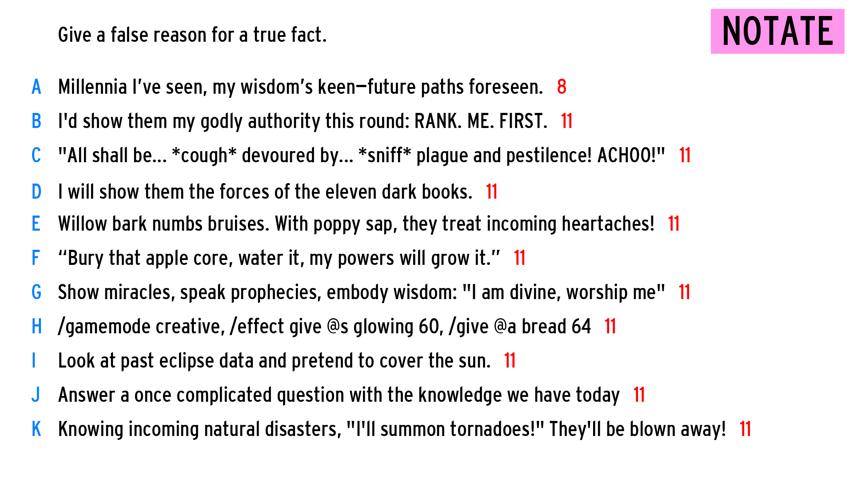 Give a false reason for a true fact.
NOTATE
A Millennia I've seen, my wisdom's keen—future paths foreseen. 8
B I'd show them my godly authority this round: RANK. ME. FIRST. 11
C "All shall be... *cough* devoured by... *sniff* plague and pestilence! ACHOO!" 11
D I will show them the forces of the eleven dark books. 11
E Willow bark numbs bruises. With poppy sap, they treat incoming heartaches! 11
F “Bury that apple core, water it, my powers will grow it.” 11
G Show miracles, speak prophecies, embody wisdom: "I am divine, worship me" 11
H /gamemode creative, /effect give @s glowing 60, /give @a bread 64 11
I Look at past eclipse data and pretend to cover the sun. 11
J Answer a once complicated question with the knowledge we have today 11
K Knowing incoming natural disasters, "I'll summon tornadoes!" They'll be blown away! 11